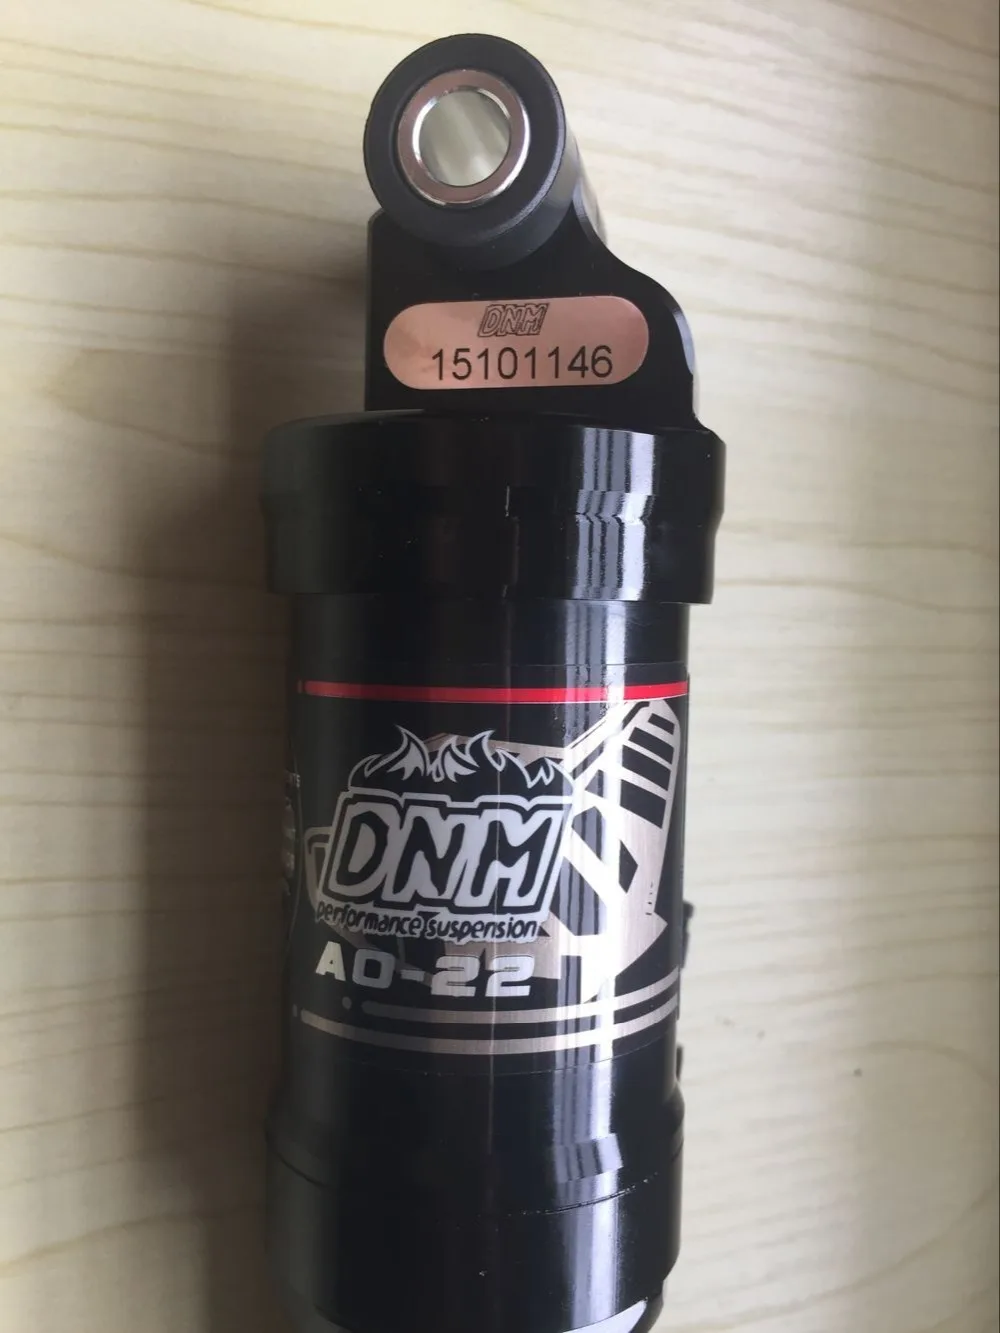 DNM
15101146
DNM
performance suspension
AO-22